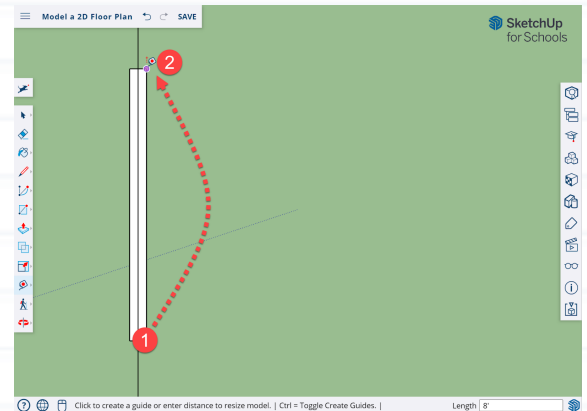 Model a 2D Floor Plan SAVE
SketchUp
for Schools
2
1
Click to create a guide or enter distance to resize model. | Ctrl = Toggle Create Guides. | Length 8'